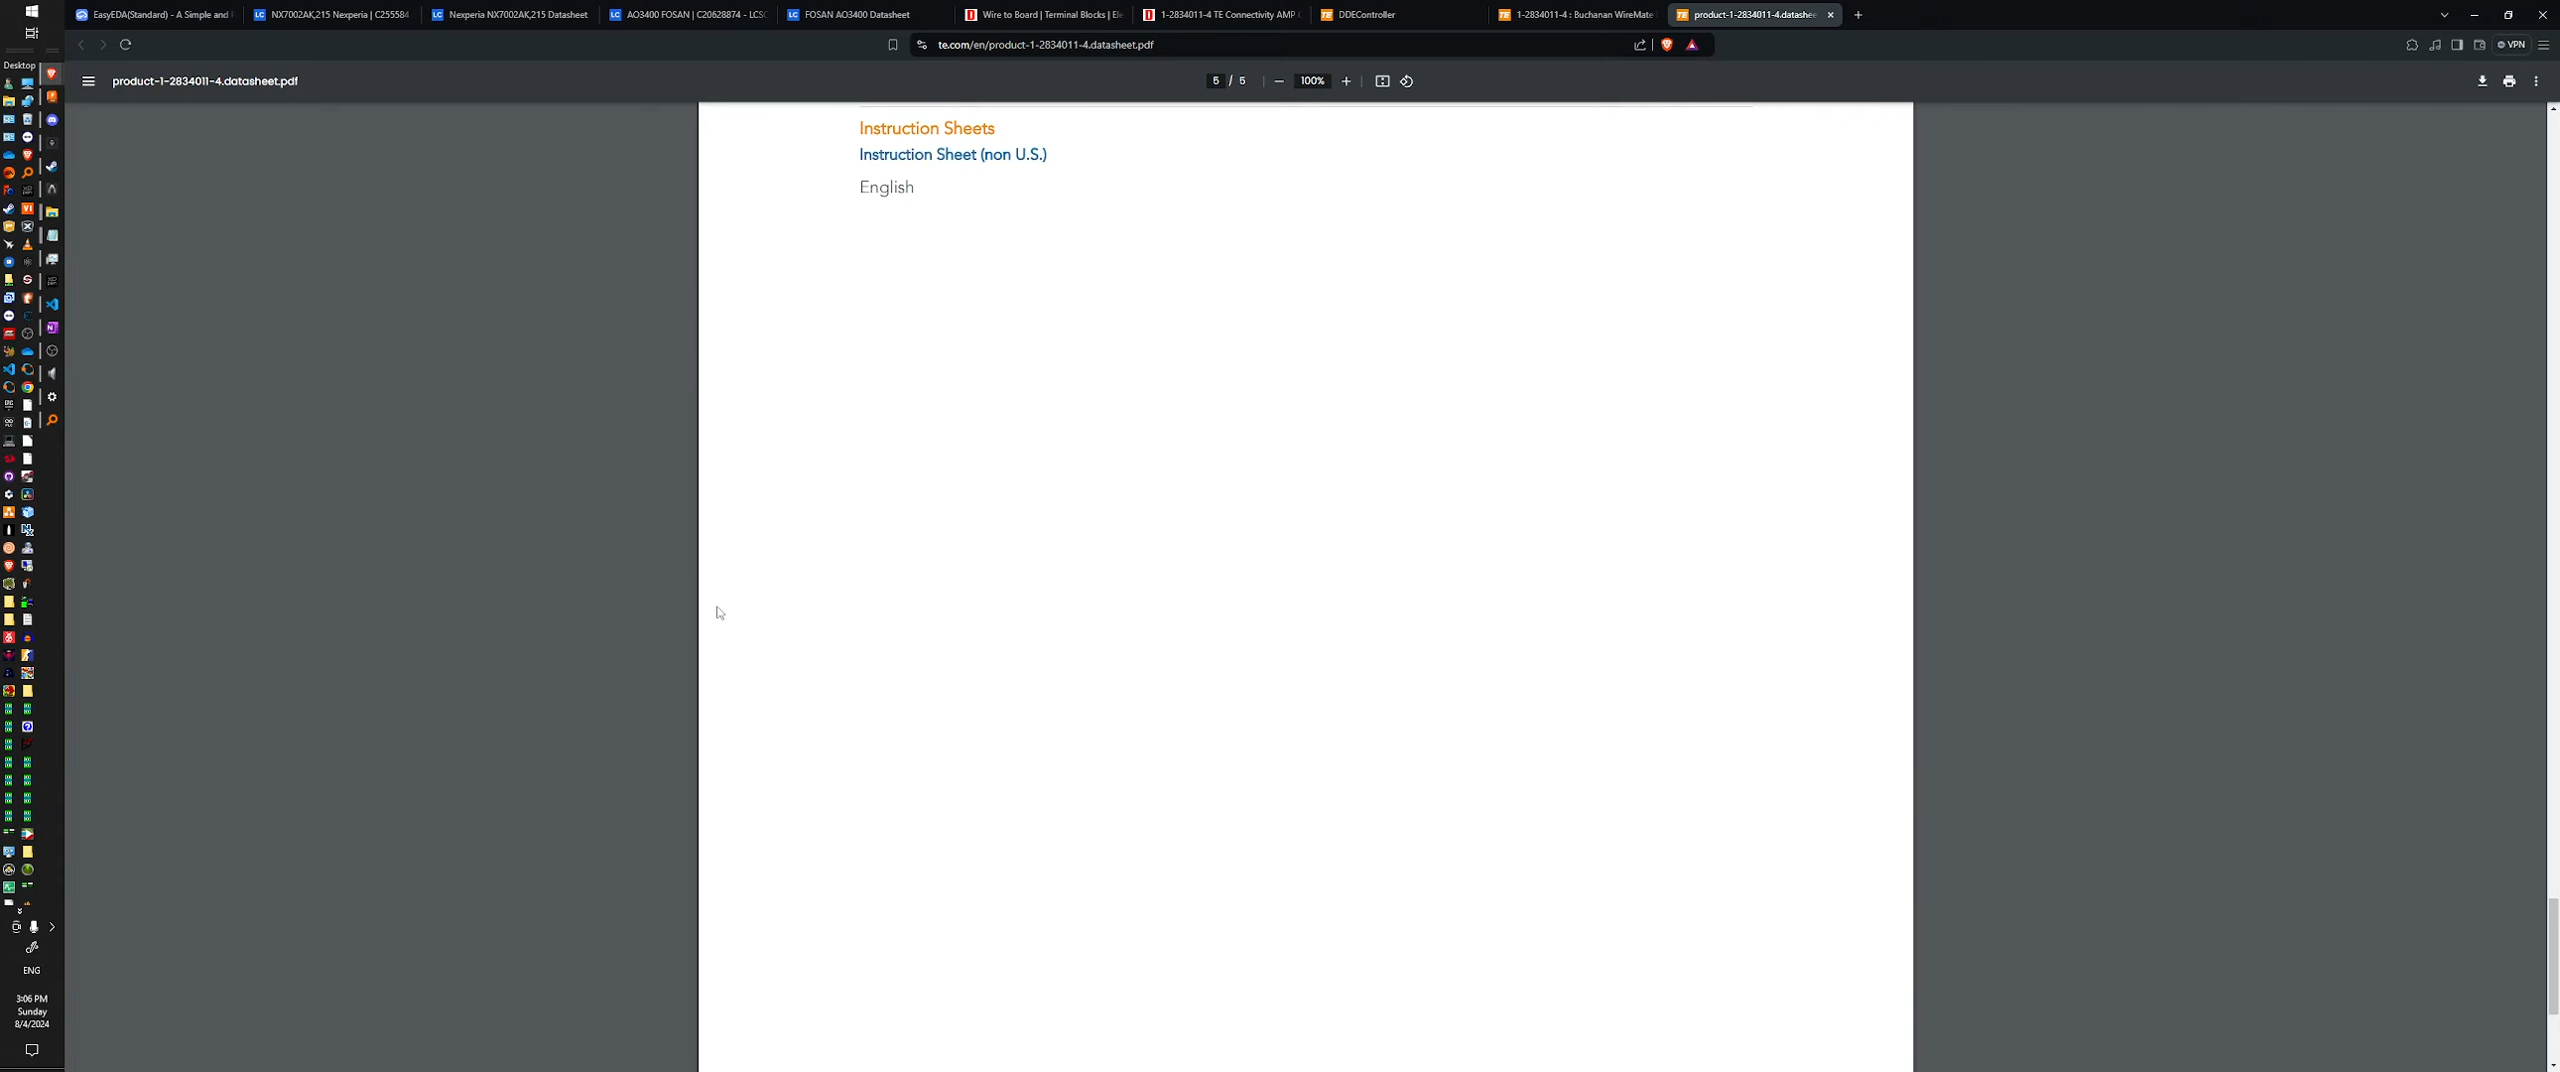 EasyEDA(Standard) - A Simple and
NX7002AK,215 Nexperia | C255584
Nexperia NX7002AK,215 Datasheet
AO3400 FOSAN | C20628874 - LCSC
FOSAN AO3400 Datasheet
Wire to Board | Terminal Blocks | Ele
1-2834011-4 TE Connectivity AMP
DDEController
1-2834011-4 : Buchanan WireMate
product-1-2834011-4.datashee
te.com/en/product-1-2834011-4.datasheet.pdf
VPN
Desktop
product-1-2834011-4.datasheet.pdf
5 / 5
100%
Instruction Sheets
Instruction Sheet (non U.S.)
English
ENG
3:06 PM
Sunday
8/4/2024